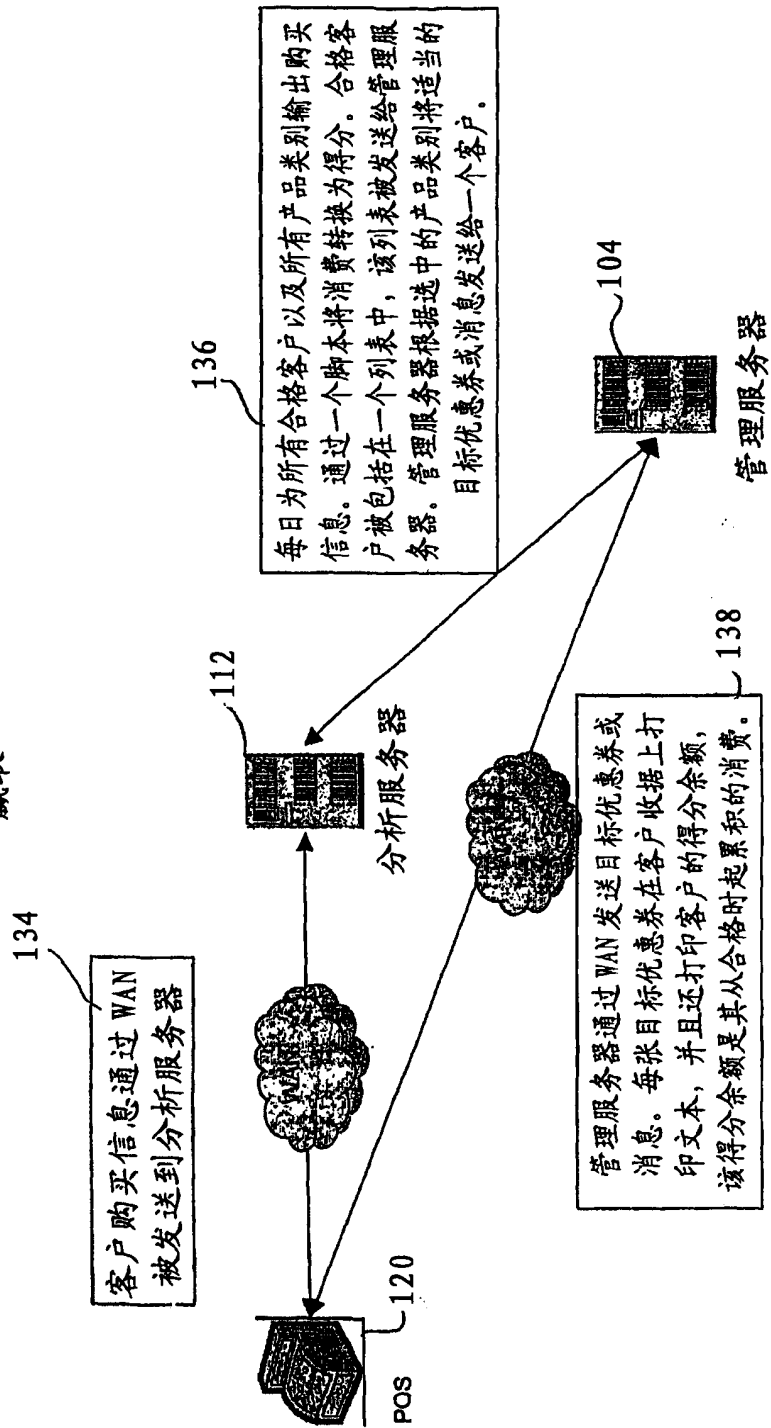 赢取
134
客户购买信息通过 WAN
被发送到分析服务器
136
每日为所有合格客户以及所有产品类别输出购买
信息。通过一个脚本将消费转换为得分。合格客
户被包括在一个列表中，该列表被发送给管理服
务器。管理服务器根据选中的产品类别将适当的
目标优惠券或消息发送给一个客户。
112
分析服务器
WAN
120
POS
WAN
104
管理服务器
138
管理服务器通过 WAN 发送目标优惠券或
消息。每张目标优惠券在客户收据上打
印文本，并且还打印客户的得分余额，
该得分余额是其从合格时起累积的消费。